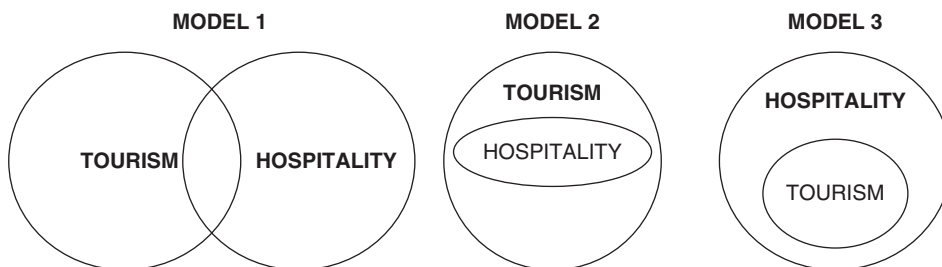 MODEL 1
MODEL 2
MODEL 3
TOURISM
HOSPITALITY
TOURISM
HOSPITALITY
HOSPITALITY
TOURISM